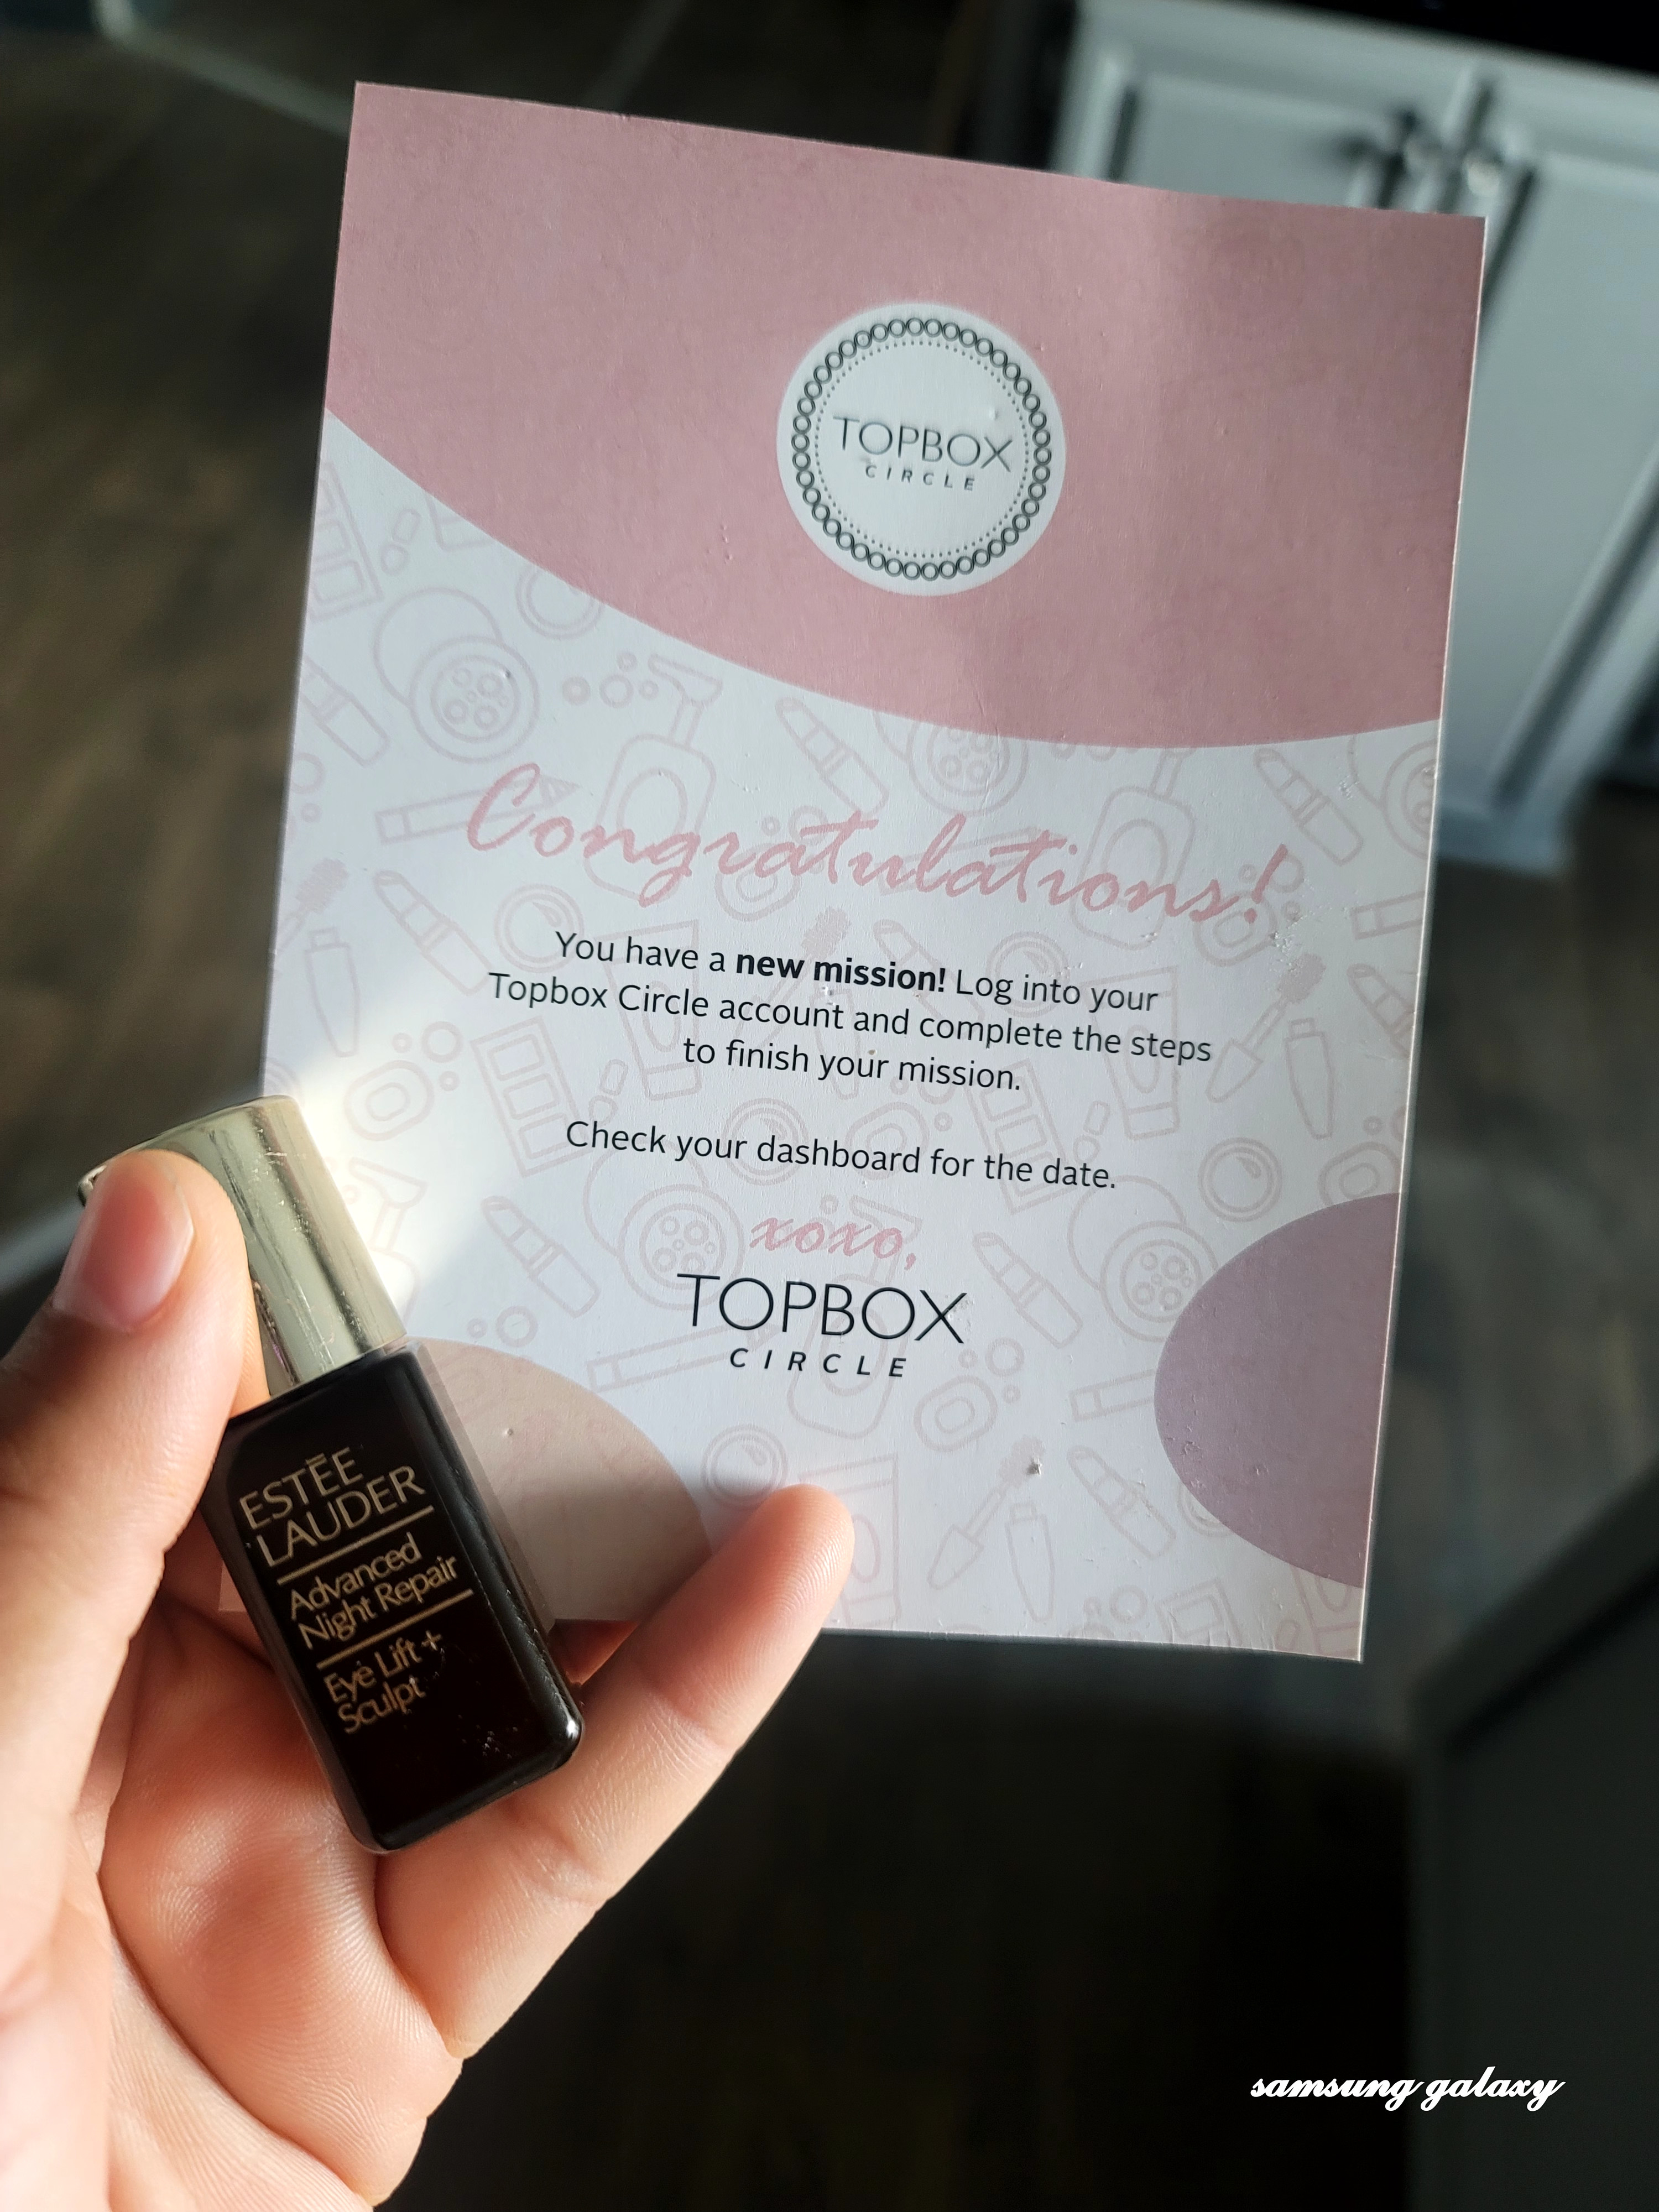 TOPBOX
CIRCLE
Congratulations!
You have a new mission! Log into your
Topbox Circle account and complete the steps
to finish your mission.
Check your dashboard for the date.
xoxo,
TOPBOX
CIRCLE
ESTĒE
LAUDER
Advanced
Night Repair
Eye Lift +
Sculpt
samsung galaxy